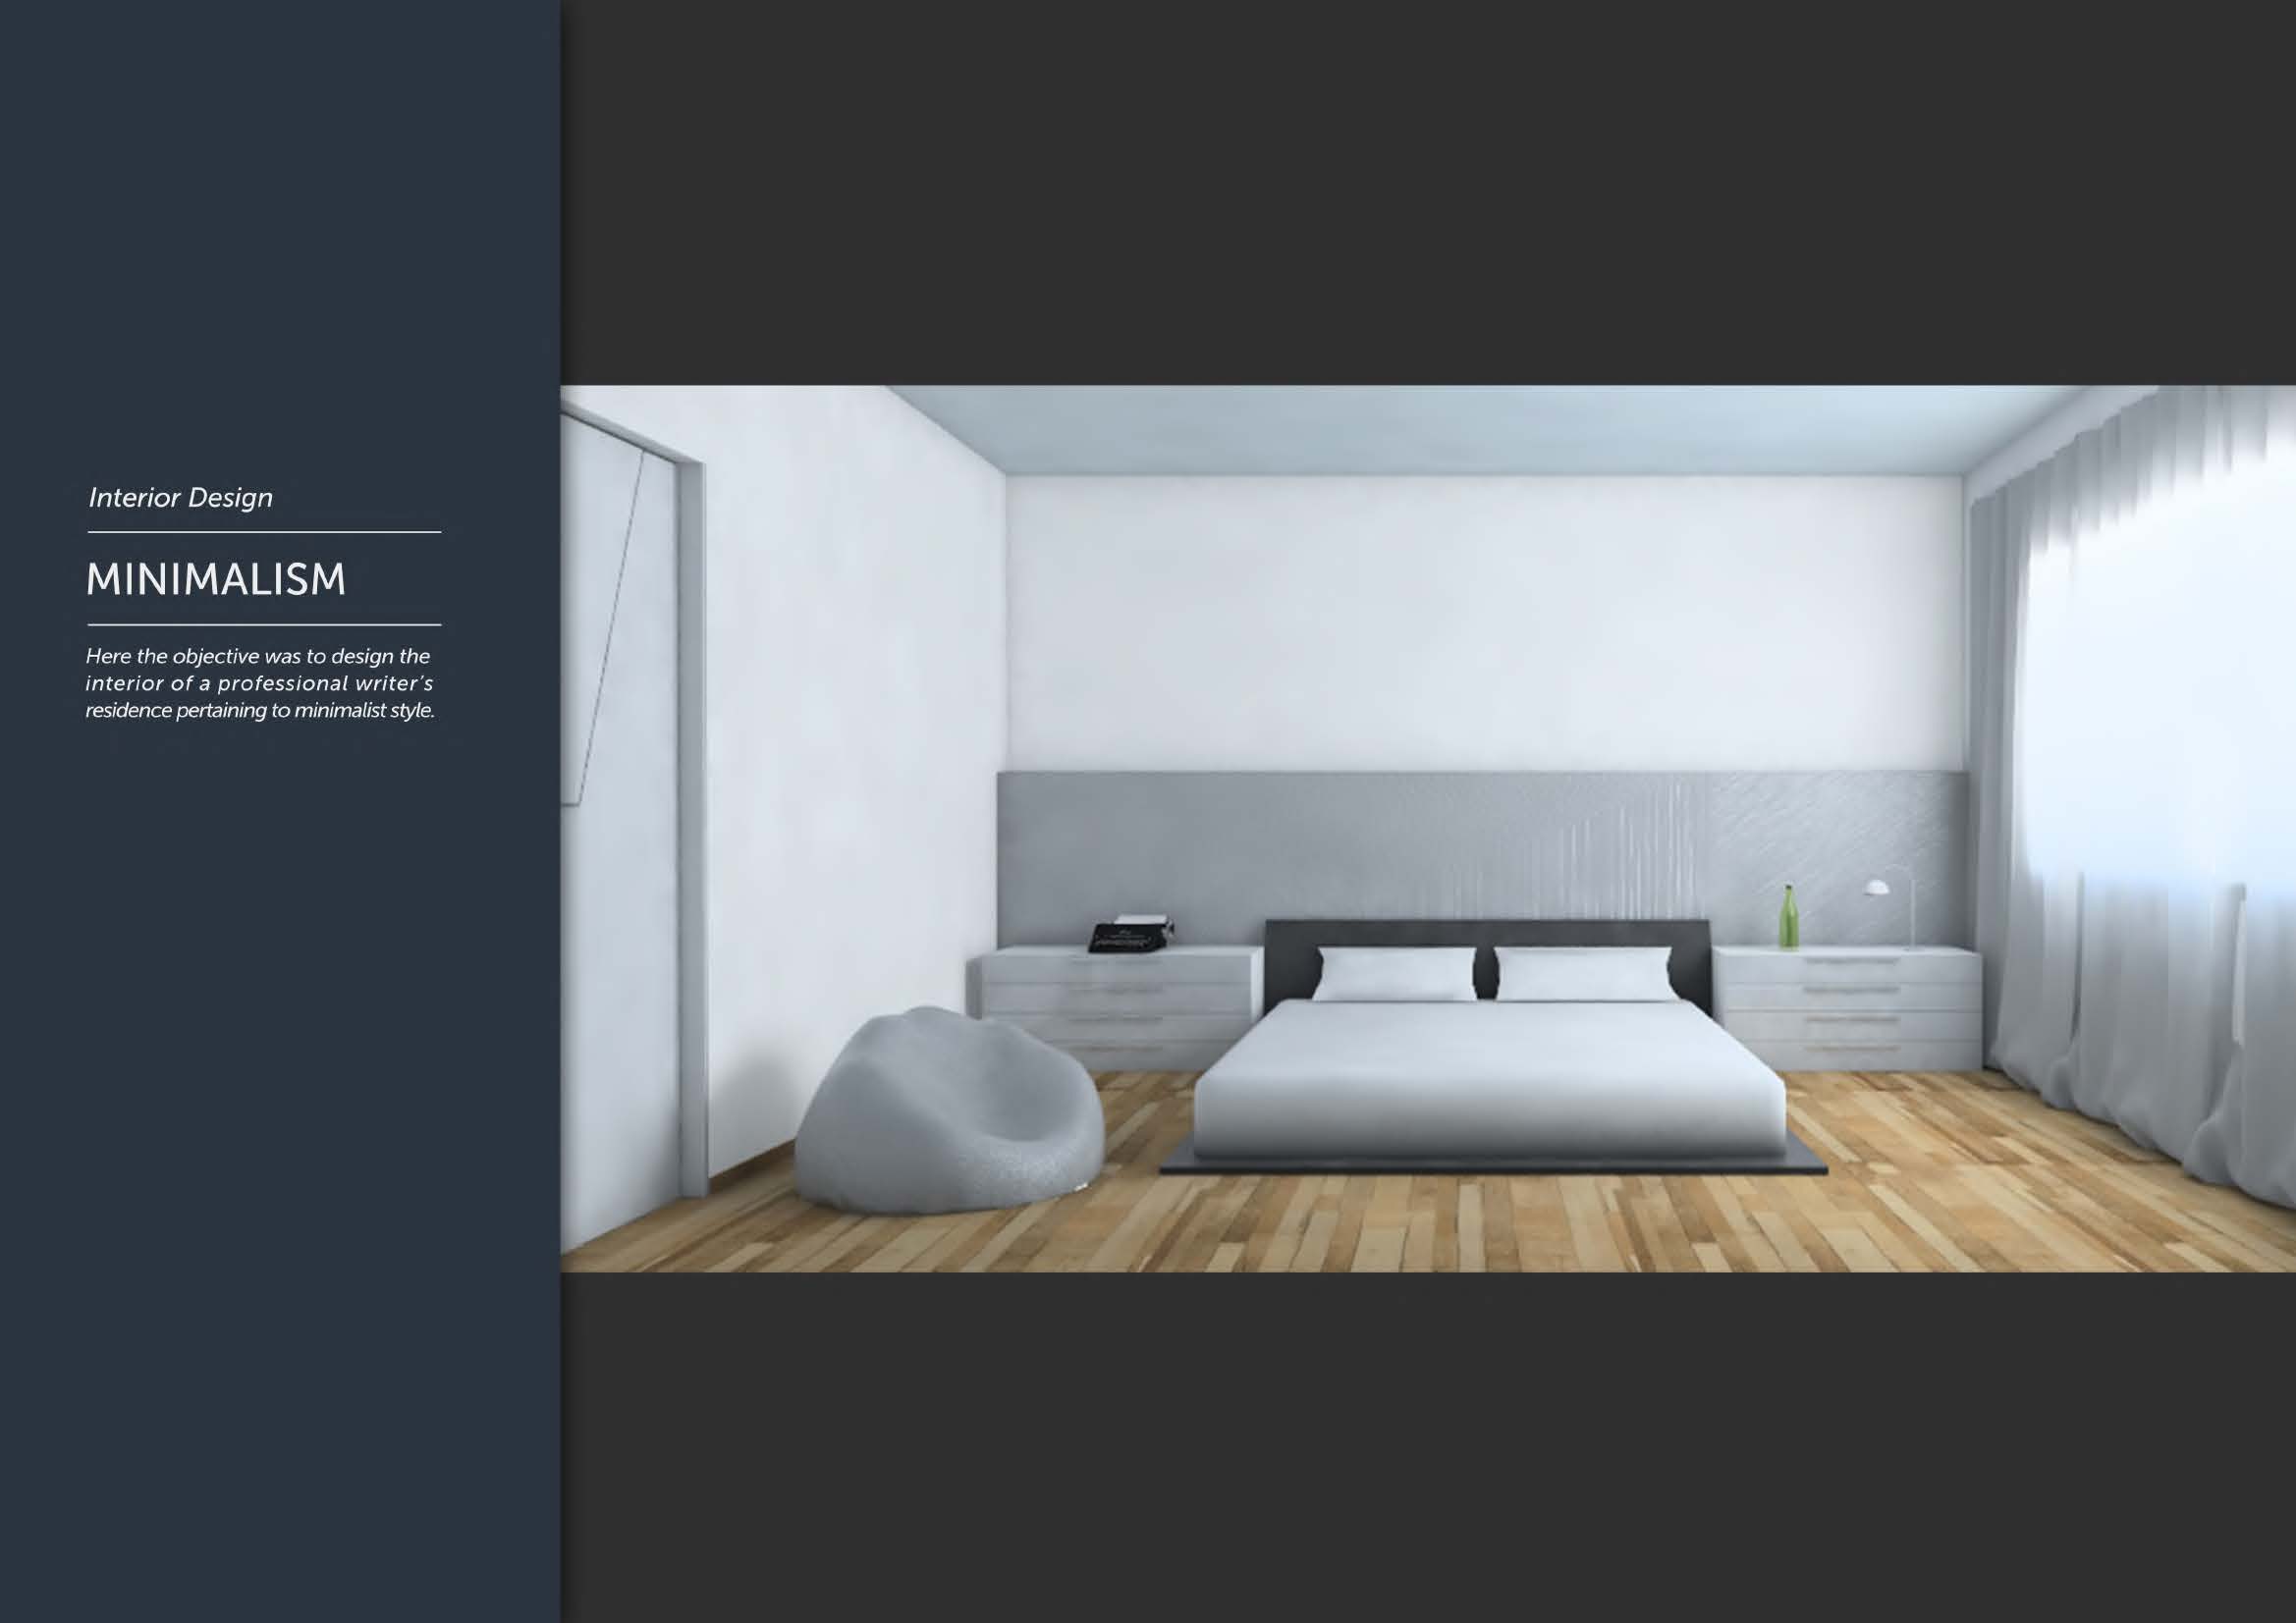 Interior Design
MINIMALISM
Here the objective was to design the
interior of a professional writer's
residence pertaining to minimalist style.